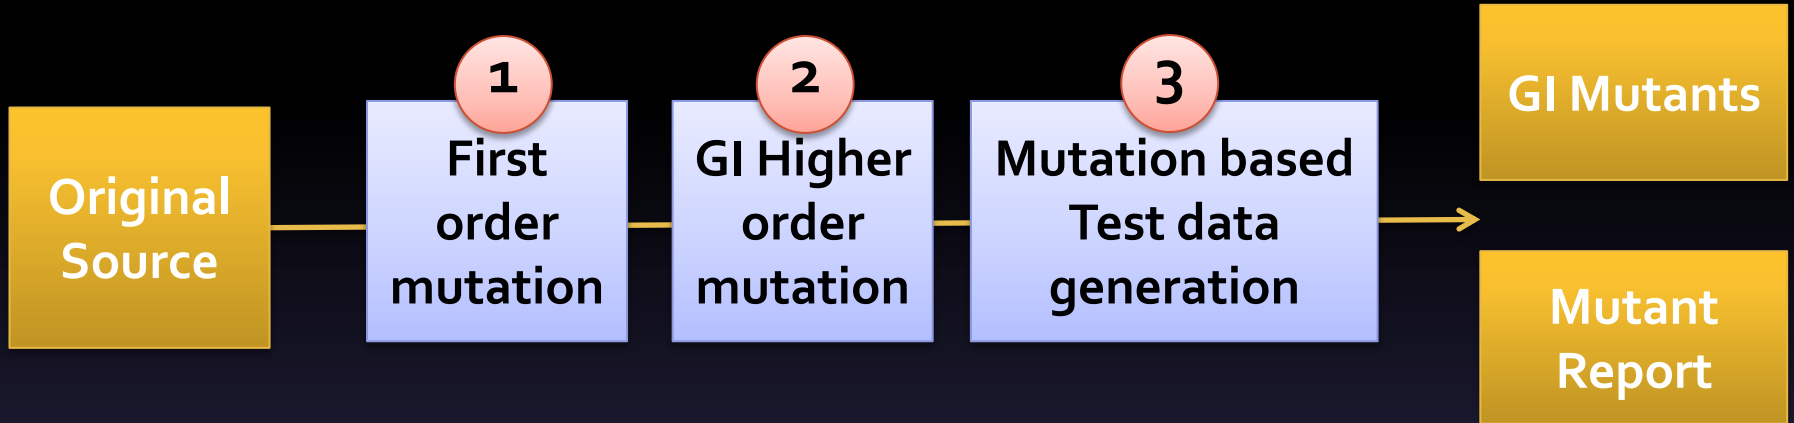 Original
Source
1
First
order
mutation
2
GI Higher
order
mutation
3
Mutation based
Test data
generation
GI Mutants
Mutant
Report